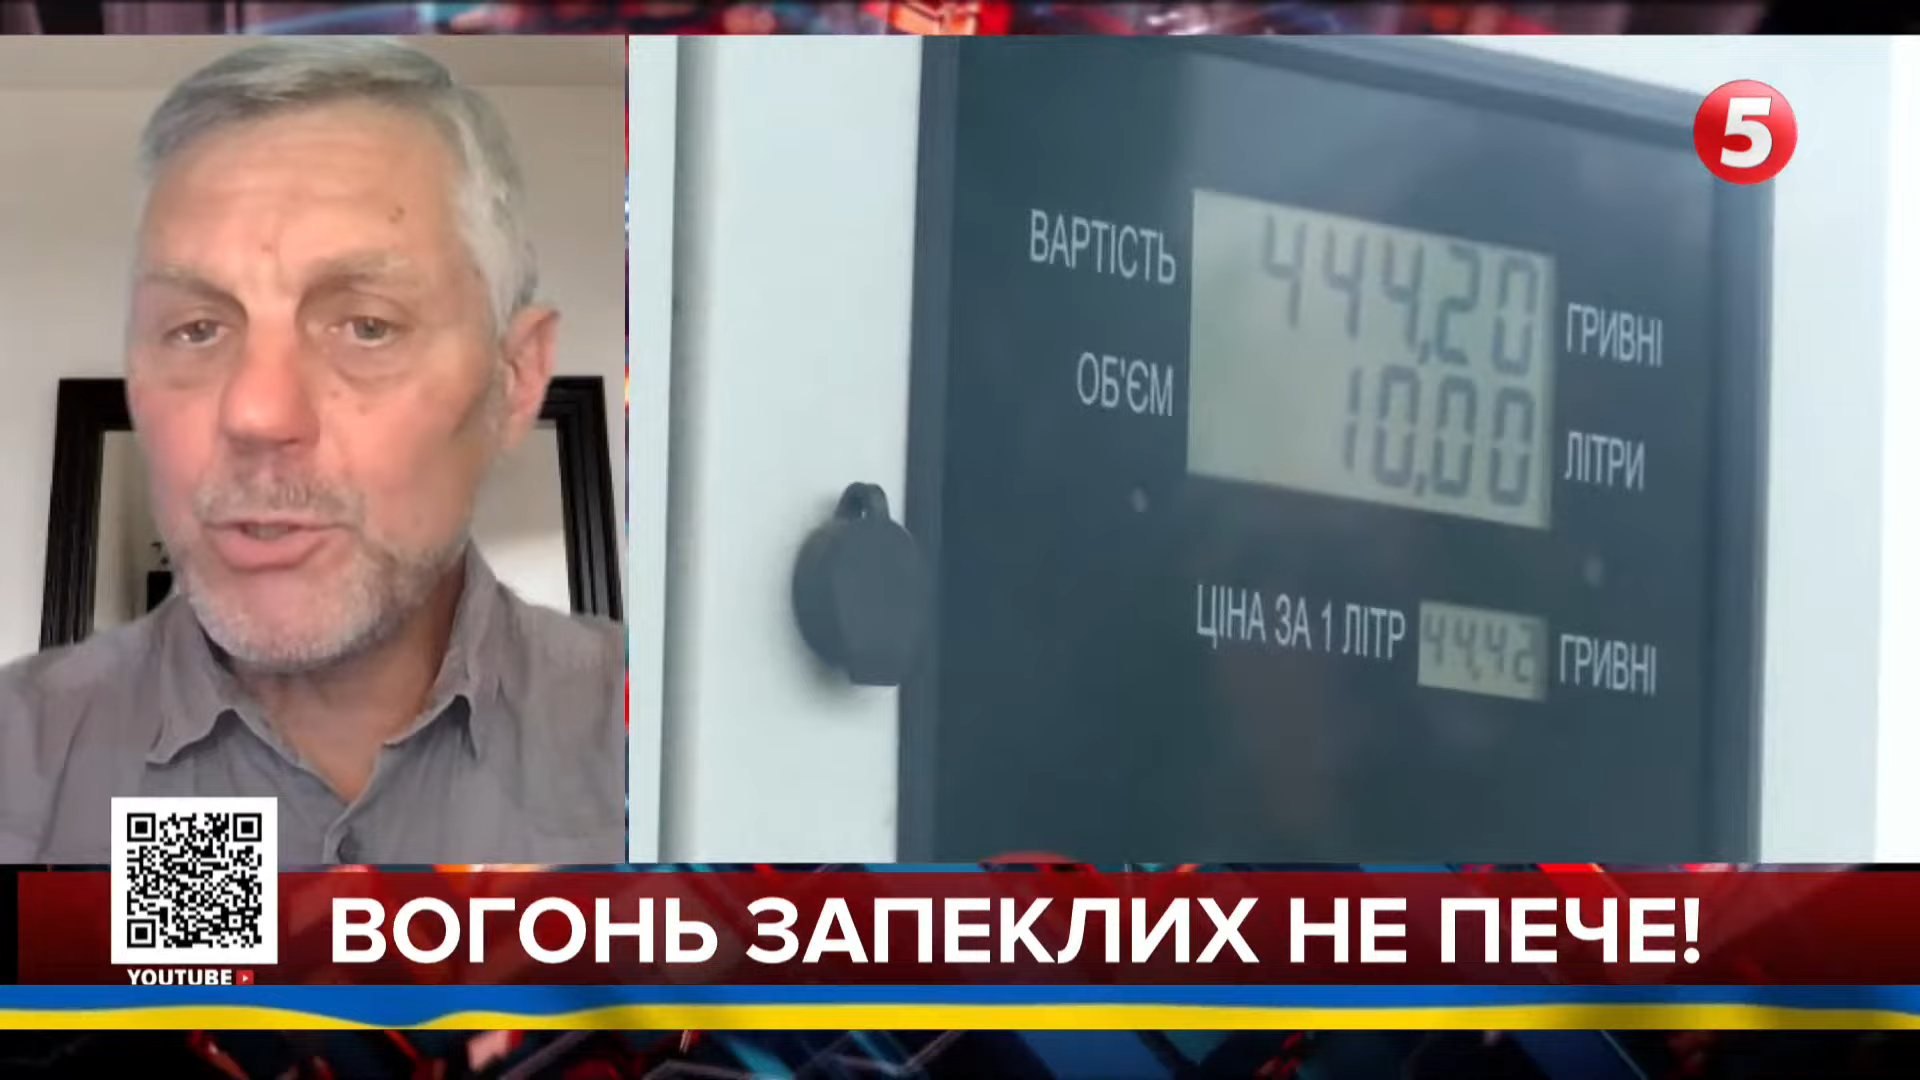 5
ВАРТІСТЬ 444,20 ГРИВНІ
ОБ'ЄМ 10,00 ЛІТРИ
ЦІНА ЗА 1 ЛІТР 44,42 ГРИВНІ
ВОГОНЬ ЗАПЕКЛИХ НЕ ПЕЧЕ!
YOUTUBE